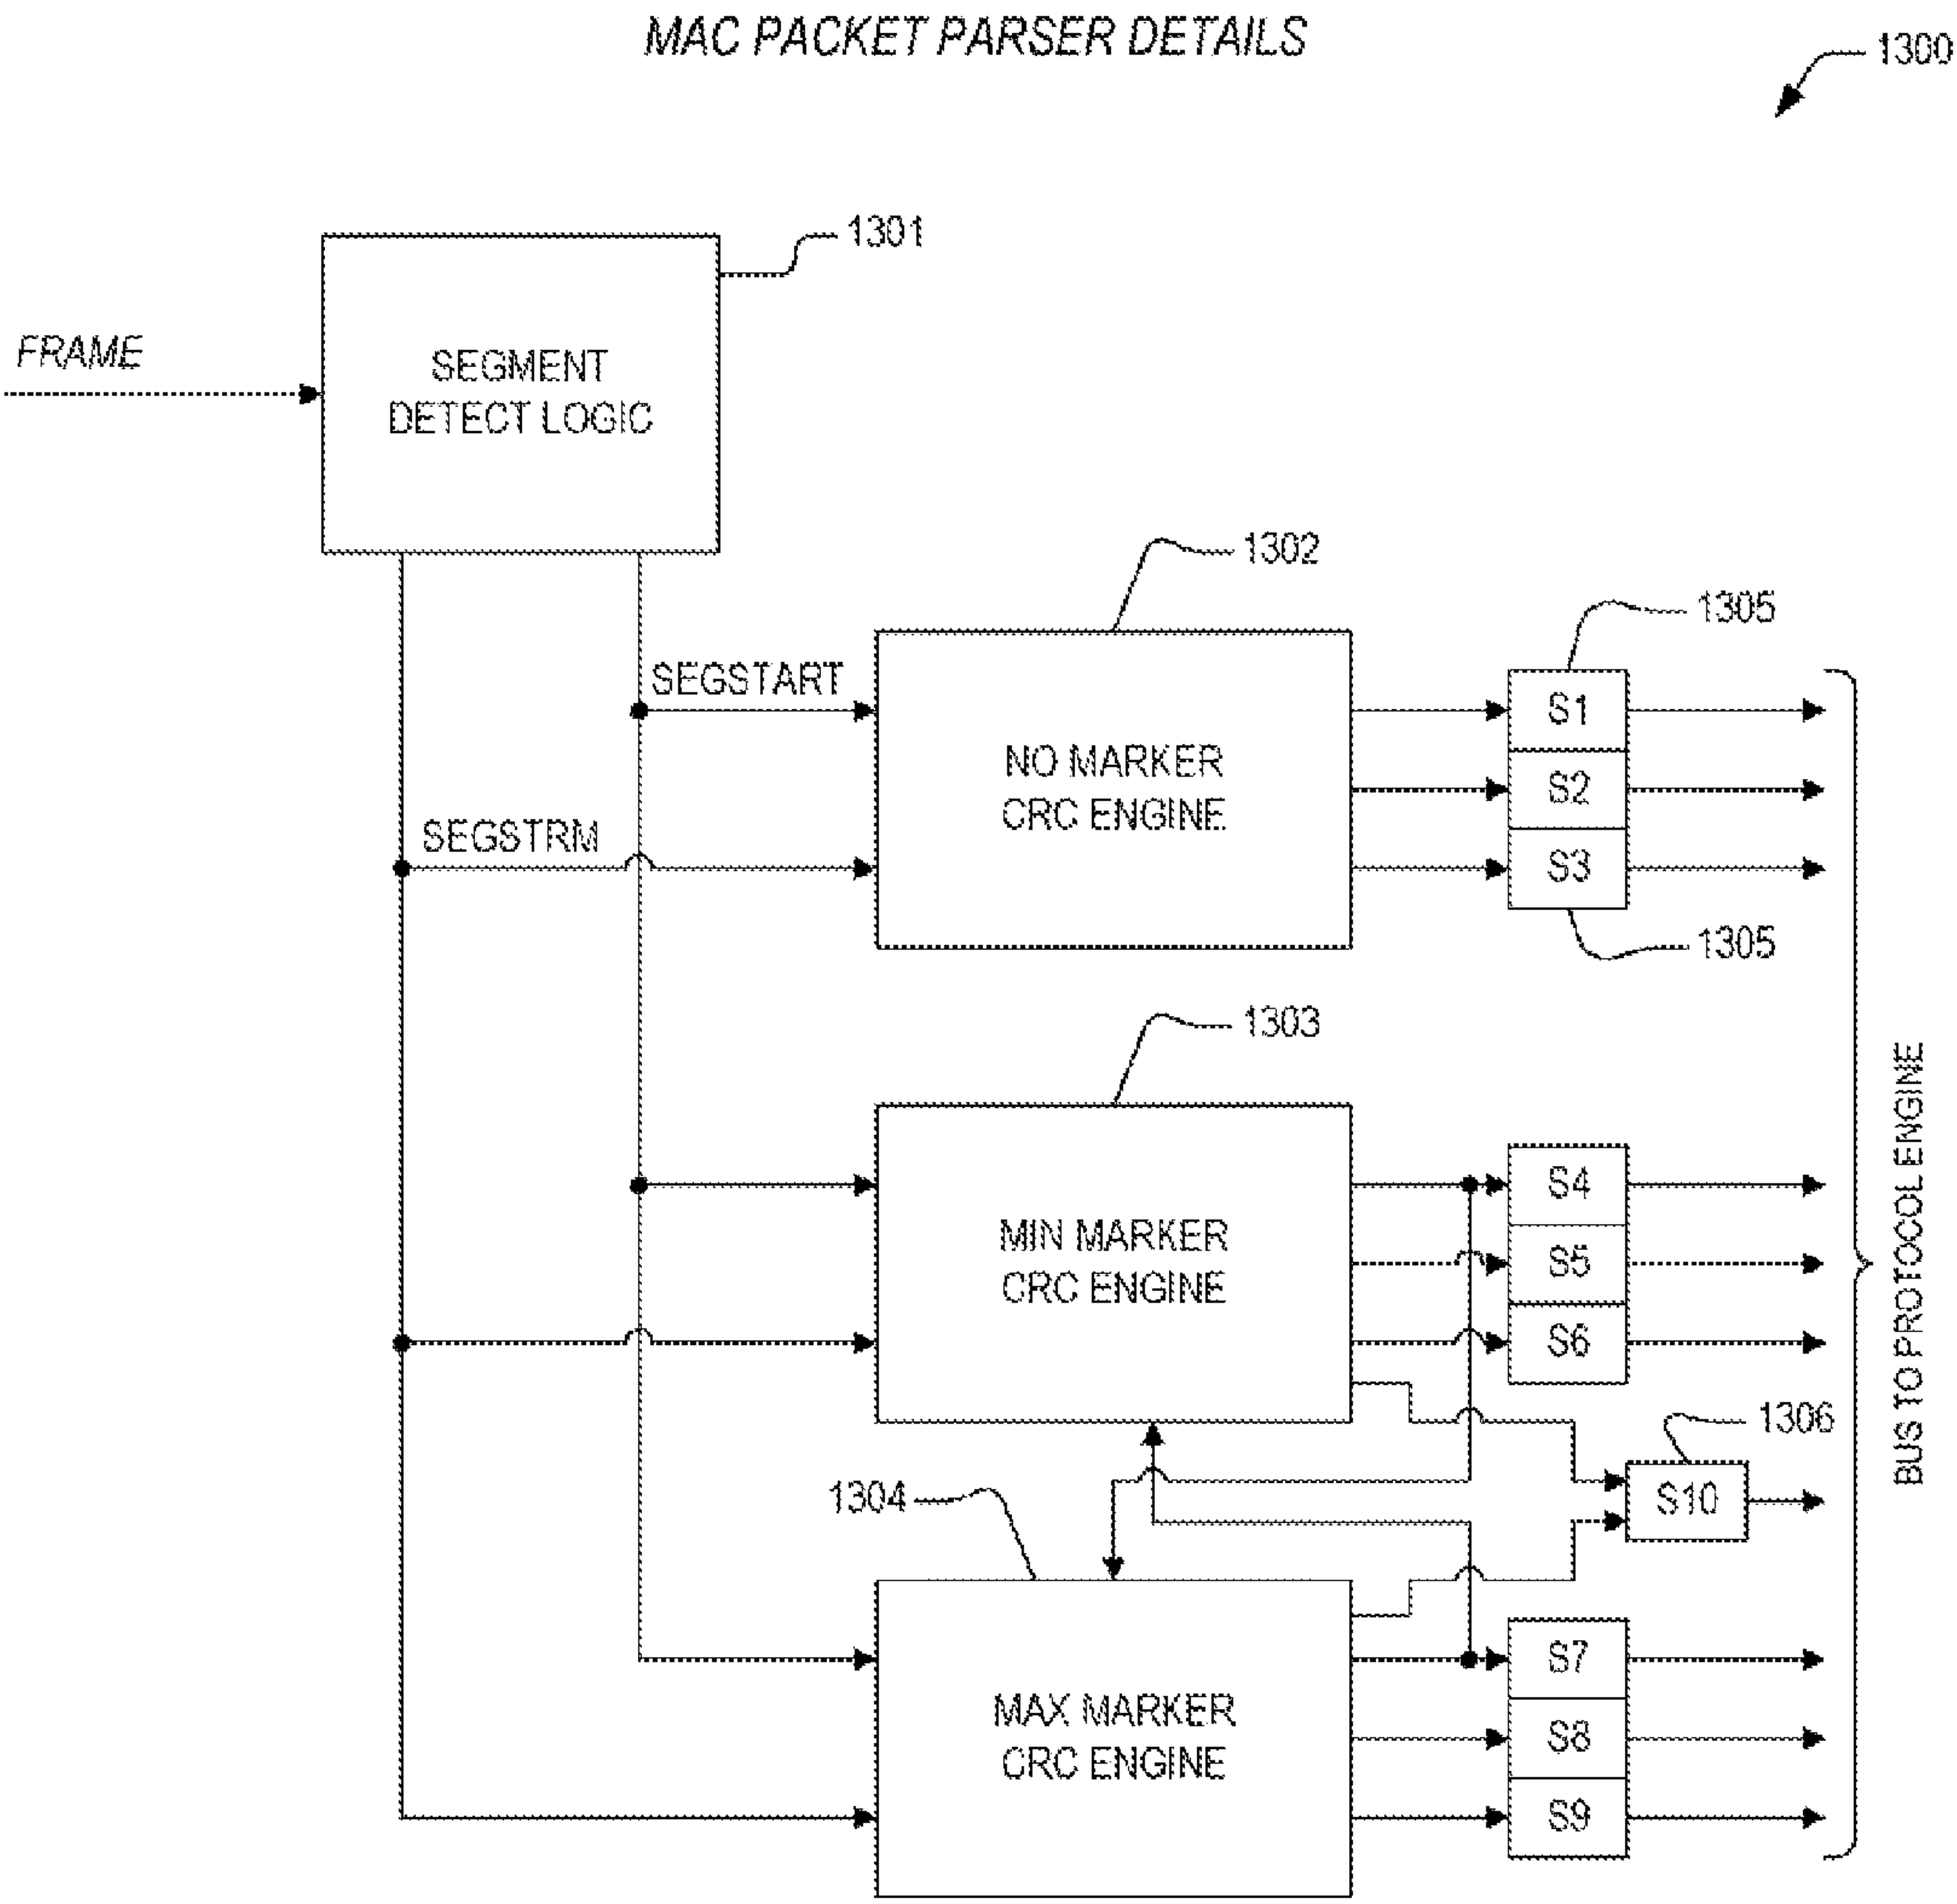 MAC PACKET PARSER DETAILS
1300
1301
FRAME
SEGMENT
DETECT LOGIC
1302
1305
SEGSTART
S1
NO MARKER
CRC ENGINE
S2
SEGSTRM
S3
1305
1303
BUS TO PROTOCOL ENGINE
S4
MIN MARKER
CRC ENGINE
S5
S6
1306
1304
S10
S7
MAX MARKER
CRC ENGINE
S8
S9